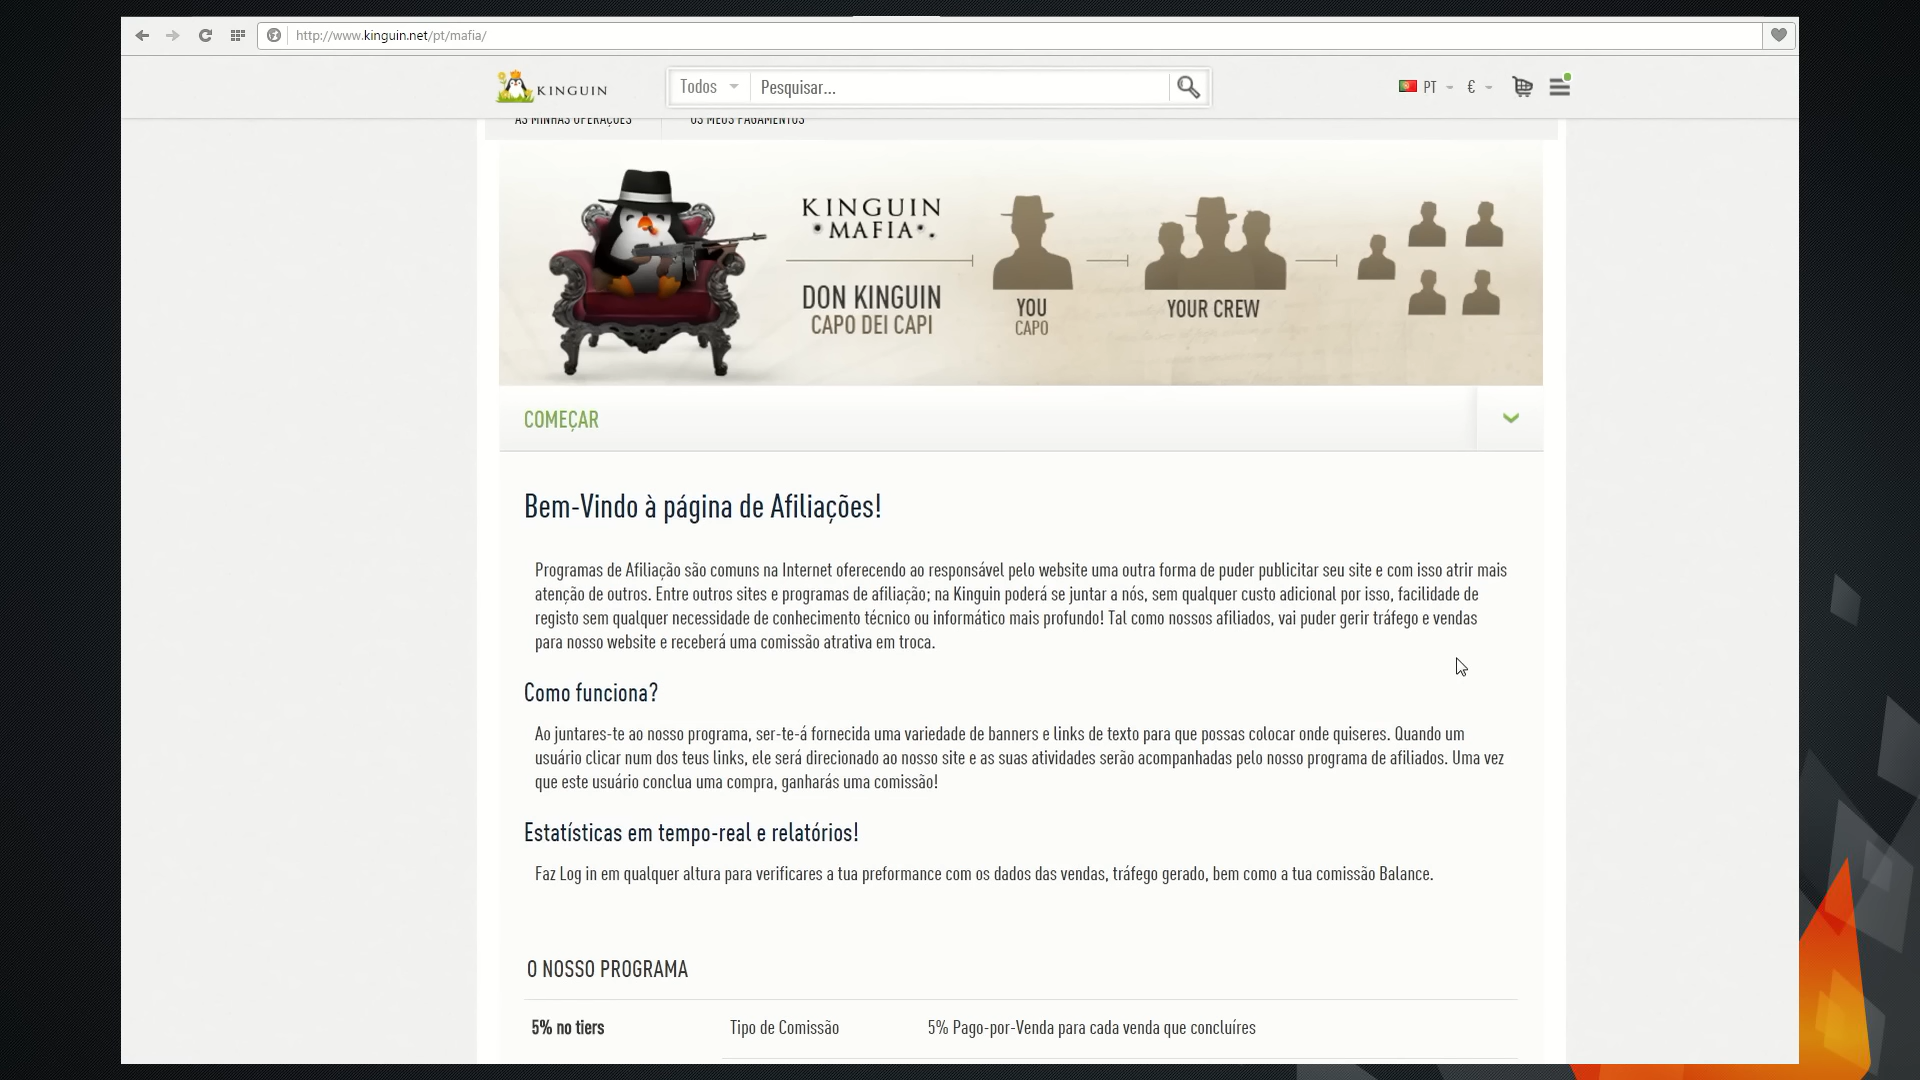 http://www.kinguin.net/pt/mafia/
KINGUIN
Todos
Pesquisar...
PT
€
AS MINHAS OPERAÇÕES
OS MEUS PAGAMENTOS
KINGUIN
MAFIA
DON KINGUIN
CAPO DEI CAPI
YOU
CAPO
YOUR CREW
COMEÇAR
Bem-Vindo à página de Afiliações!
Programas de Afiliação são comuns na Internet oferecendo ao responsável pelo website uma outra forma de puder publicitar seu site e com isso atrir mais
atenção de outros. Entre outros sites e programas de afiliação; na Kinguin poderá se juntar a nós, sem qualquer custo adicional por isso, facilidade de
registo sem qualquer necessidade de conhecimento técnico ou informático mais profundo! Tal como nossos afiliados, vai puder gerir tráfego e vendas
para nosso website e receberá uma comissão atrativa em troca.
Como funciona?
Ao juntares-te ao nosso programa, ser-te-á fornecida uma variedade de banners e links de texto para que possas colocar onde quiseres. Quando um
usuário clicar num dos teus links, ele será direcionado ao nosso site e as suas atividades serão acompanhadas pelo nosso programa de afiliados. Uma vez
que este usuário conclua uma compra, ganharás uma comissão!
Estatísticas em tempo-real e relatórios!
Faz Log in em qualquer altura para verificares a tua preformance com os dados das vendas, tráfego gerado, bem como a tua comissão Balance.
O NOSSO PROGRAMA
5% no tiers
Tipo de Comissão
5% Pago-por-Venda para cada venda que concluíres